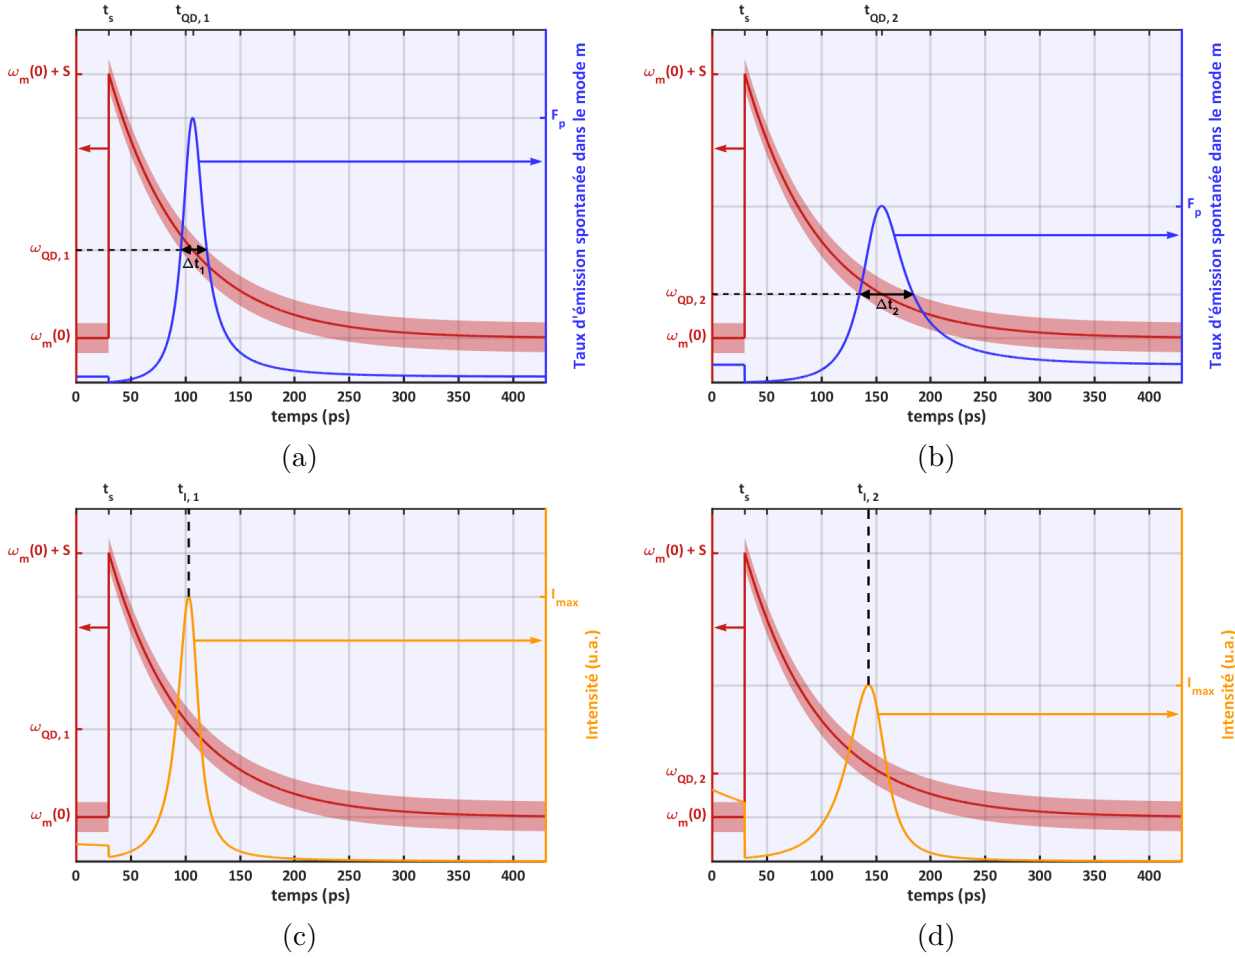 t_s t_QD, 1
ω_m(0) + S
F_p
ω_QD, 1
Δt_1
ω_m(0)
0 50 100 150 200 250 300 350 400
temps (ps)
Taux d'émission spontanée dans le mode m
(a)
t_s t_QD, 2
ω_m(0) + S
F_p
ω_QD, 2
Δt_2
ω_m(0)
0 50 100 150 200 250 300 350 400
temps (ps)
Taux d'émission spontanée dans le mode m
(b)
t_s t_I, 1
ω_m(0) + S
I_max
ω_QD, 1
ω_m(0)
0 50 100 150 200 250 300 350 400
temps (ps)
Intensité (u.a.)
(c)
t_s t_I, 2
ω_m(0) + S
I_max
ω_QD, 2
ω_m(0)
0 50 100 150 200 250 300 350 400
temps (ps)
Intensité (u.a.)
(d)